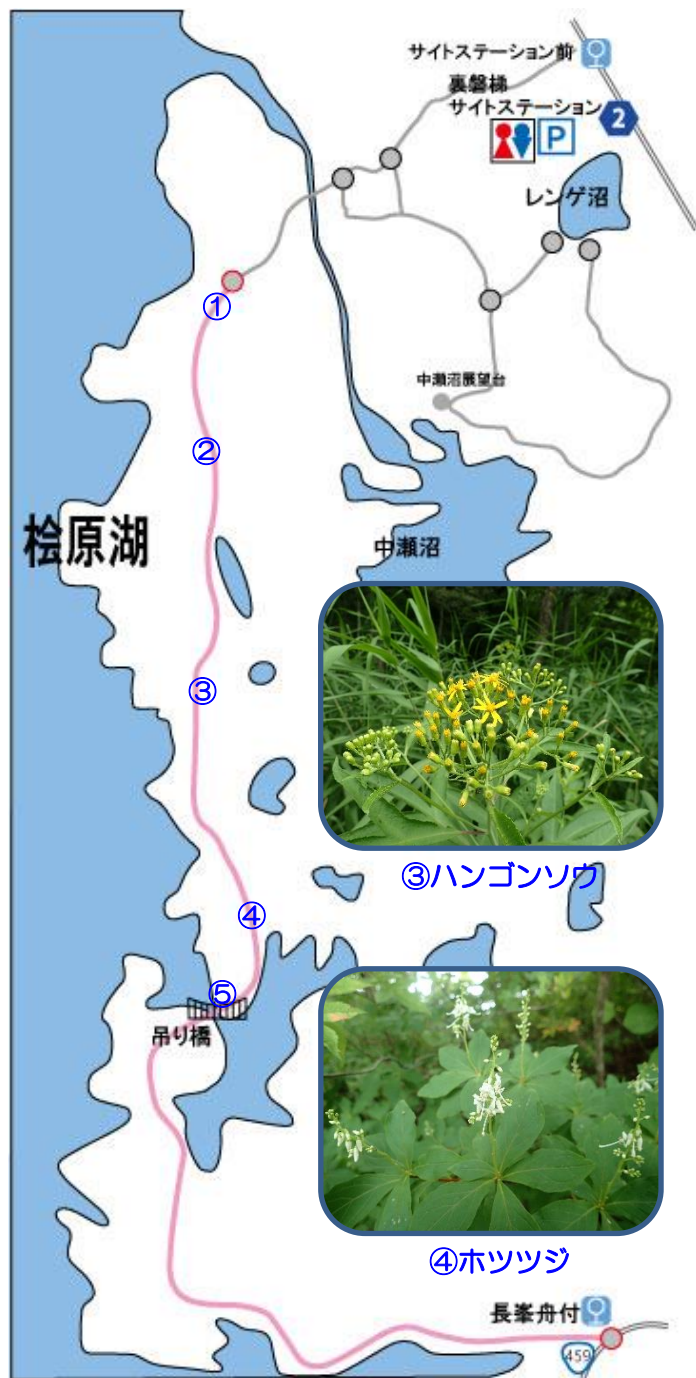 サイトステーション前
裏磐梯
サイトステーション
2
P
レンゲ沼
①
中瀬沼展望台
②
桧原湖
中瀬沼
③
③ハンゴンソウ
④
⑤
吊り橋
④ホツツジ
長峯舟付
459